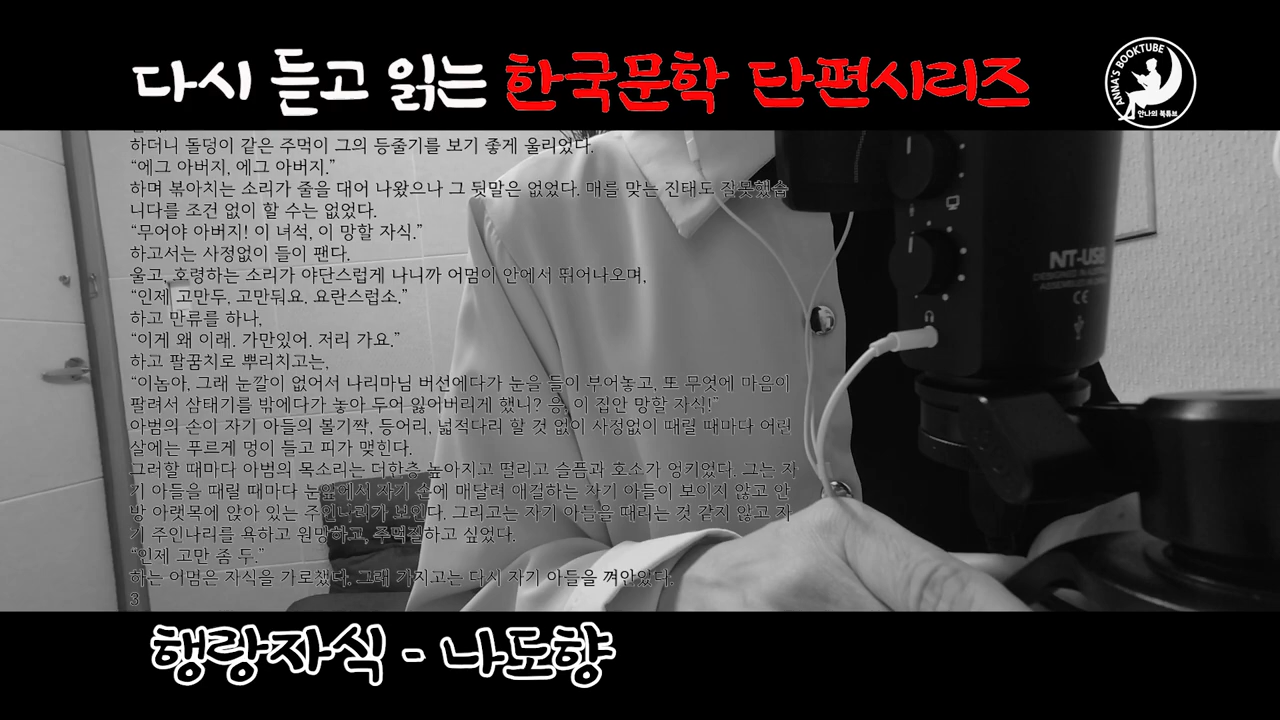 다시 듣고 읽는 한국문학 단편시리즈
ANNA'S BOOKTUBE
안나의 북튜브
하더니 돌덩이 같은 주먹이 그의 등줄기를 보기 좋게 울리었다.
“에그 아버지, 에그 아버지.”
하며 볶아치는 소리가 줄을 대어 나왔으나 그 뒷말은 없었다. 매를 맞는 진태도 잘못했습
니다를 조건 없이 할 수는 없었다.
“무어야 아버지! 이 녀석, 이 망할 자식.”
하고서는 사정없이 들이 팬다.
울고, 호령하는 소리가 야단스럽게 나니까 어멈이 안에서 뛰어나오며,
“인제 고만두, 고만둬요. 요란스럽소.”
하고 만류를 하나,
“이게 왜 이래. 가만있어. 저리 가요.”
하고 팔꿈치로 뿌리치고는,
“이놈아, 그래 눈깔이 없어서 나리마님 버선에다가 눈을 들이 부어놓고, 또 무엇에 마음이
팔려서 삼태기를 밖에다가 놓아 두어 잃어버리게 했니? 응, 이 집안 망할 자식!”
아범의 손이 자기 아들의 볼기짝, 등어리, 넓적다리 할 것 없이 사정없이 때릴 때마다 어린
살에는 푸르게 멍이 들고 피가 맺힌다.
그러할 때마다 아범의 목소리는 더한층 높아지고 떨리고 슬픔과 호소가 엉키었다. 그는 자
기 아들을 때릴 때마다 눈앞에서 자기 손에 매달려 애걸하는 자기 아들이 보이지 않고 안
방 아랫목에 앉아 있는 주인나리가 보인다. 그리고는 자기 아들을 때리는 것 같지 않고 자
기 주인나리를 욕하고 원망하고, 주먹질하고 싶었다.
“인제 고만 좀 두.”
하는 어멈은 자식을 가로챘다. 그래 가지고는 다시 자기 아들을 껴안았다.
3
NT-USB
DESIGNED IN AUSTRALIA
CE
행랑자식 - 나도향